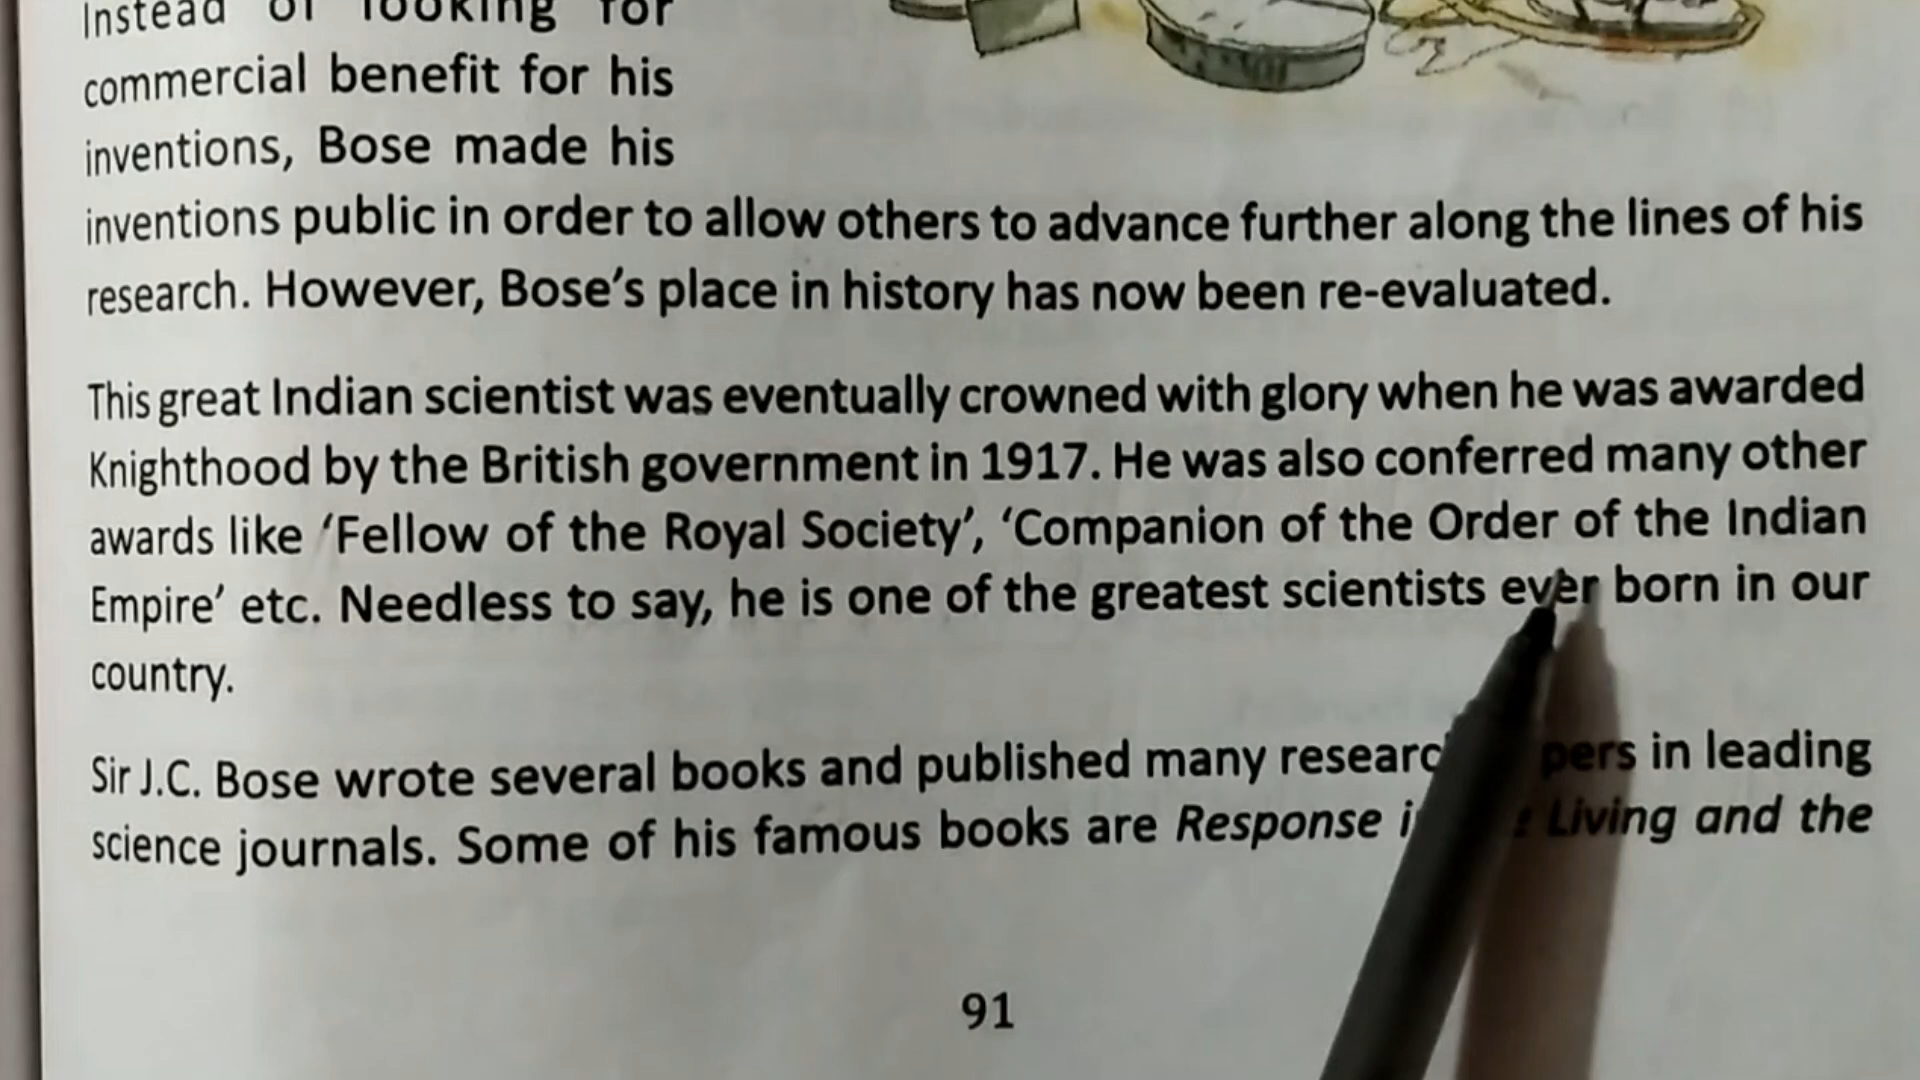 Instead of looking for
commercial benefit for his
inventions, Bose made his
inventions public in order to allow others to advance further along the lines of his
research. However, Bose's place in history has now been re-evaluated.
This great Indian scientist was eventually crowned with glory when he was awarded
Knighthood by the British government in 1917. He was also conferred many other
awards like 'Fellow of the Royal Society', 'Companion of the Order of the Indian
Empire' etc. Needless to say, he is one of the greatest scientists ever born in our
country.
Sir J.C. Bose wrote several books and published many in leading
science journals. Some of his famous books are Response Living and the
91